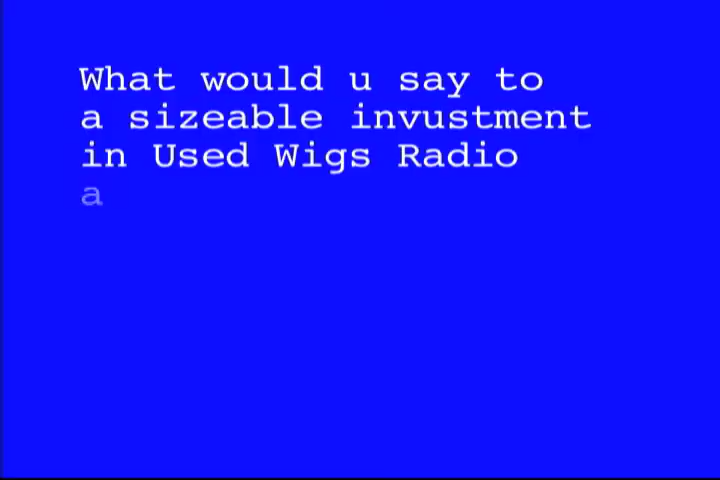 What would u say to
a sizeable invustment
in Used Wigs Radio
a